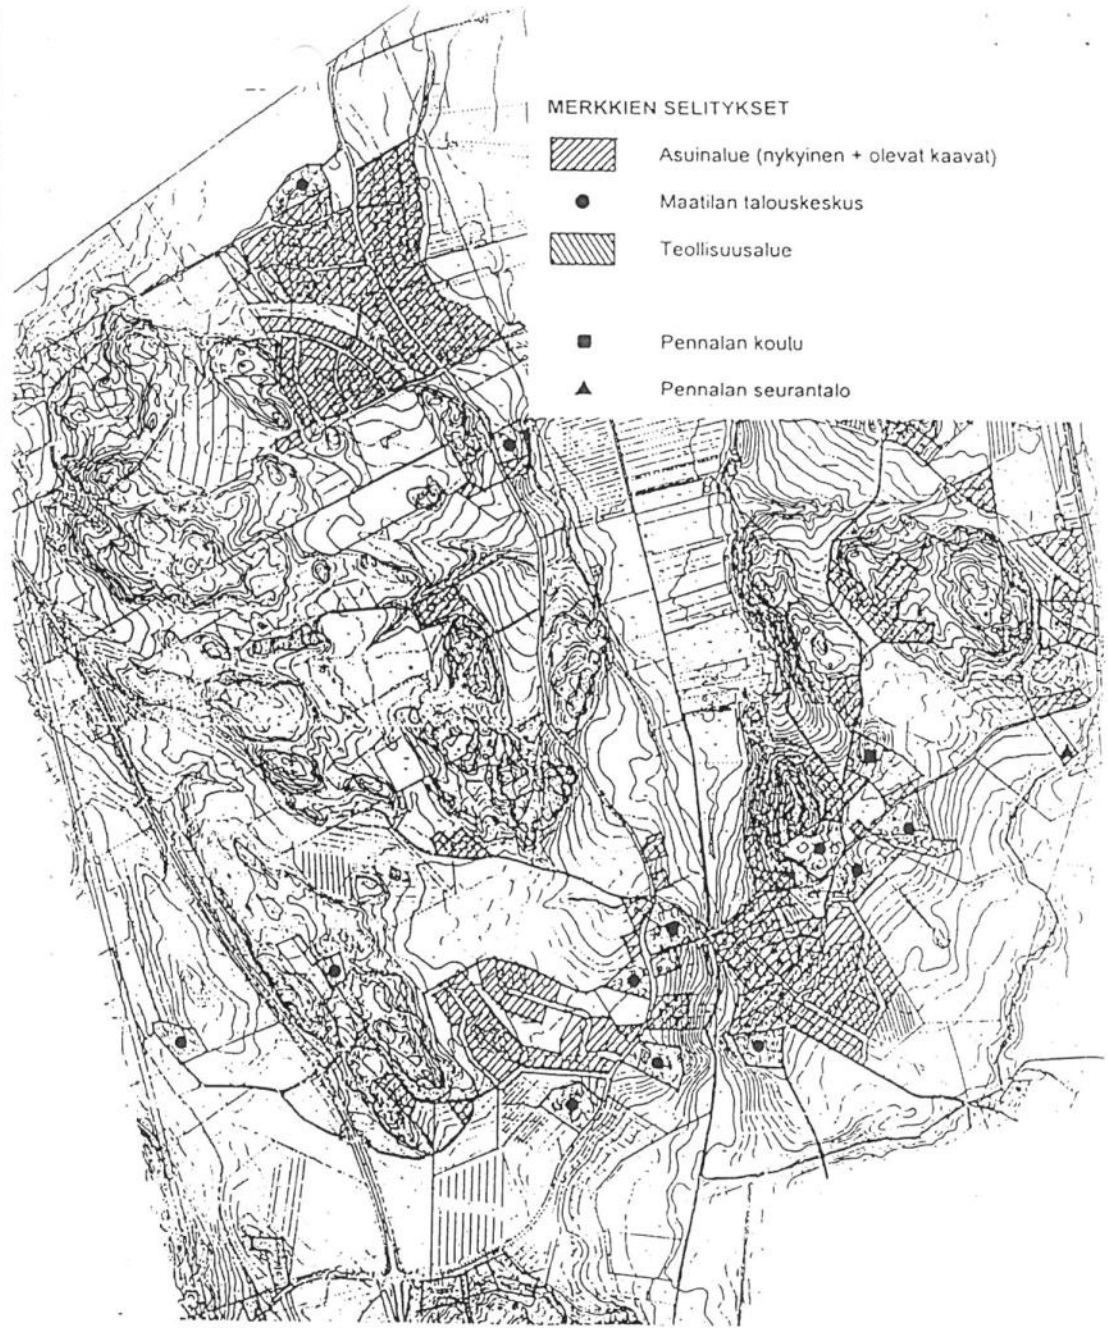 MERKKIEN SELITYKSET
Asuinalue (nykyinen + olevat kaavat)
Maatilan talouskeskus
Teollisuusalue
Pennalan koulu
Pennalan seurantalo